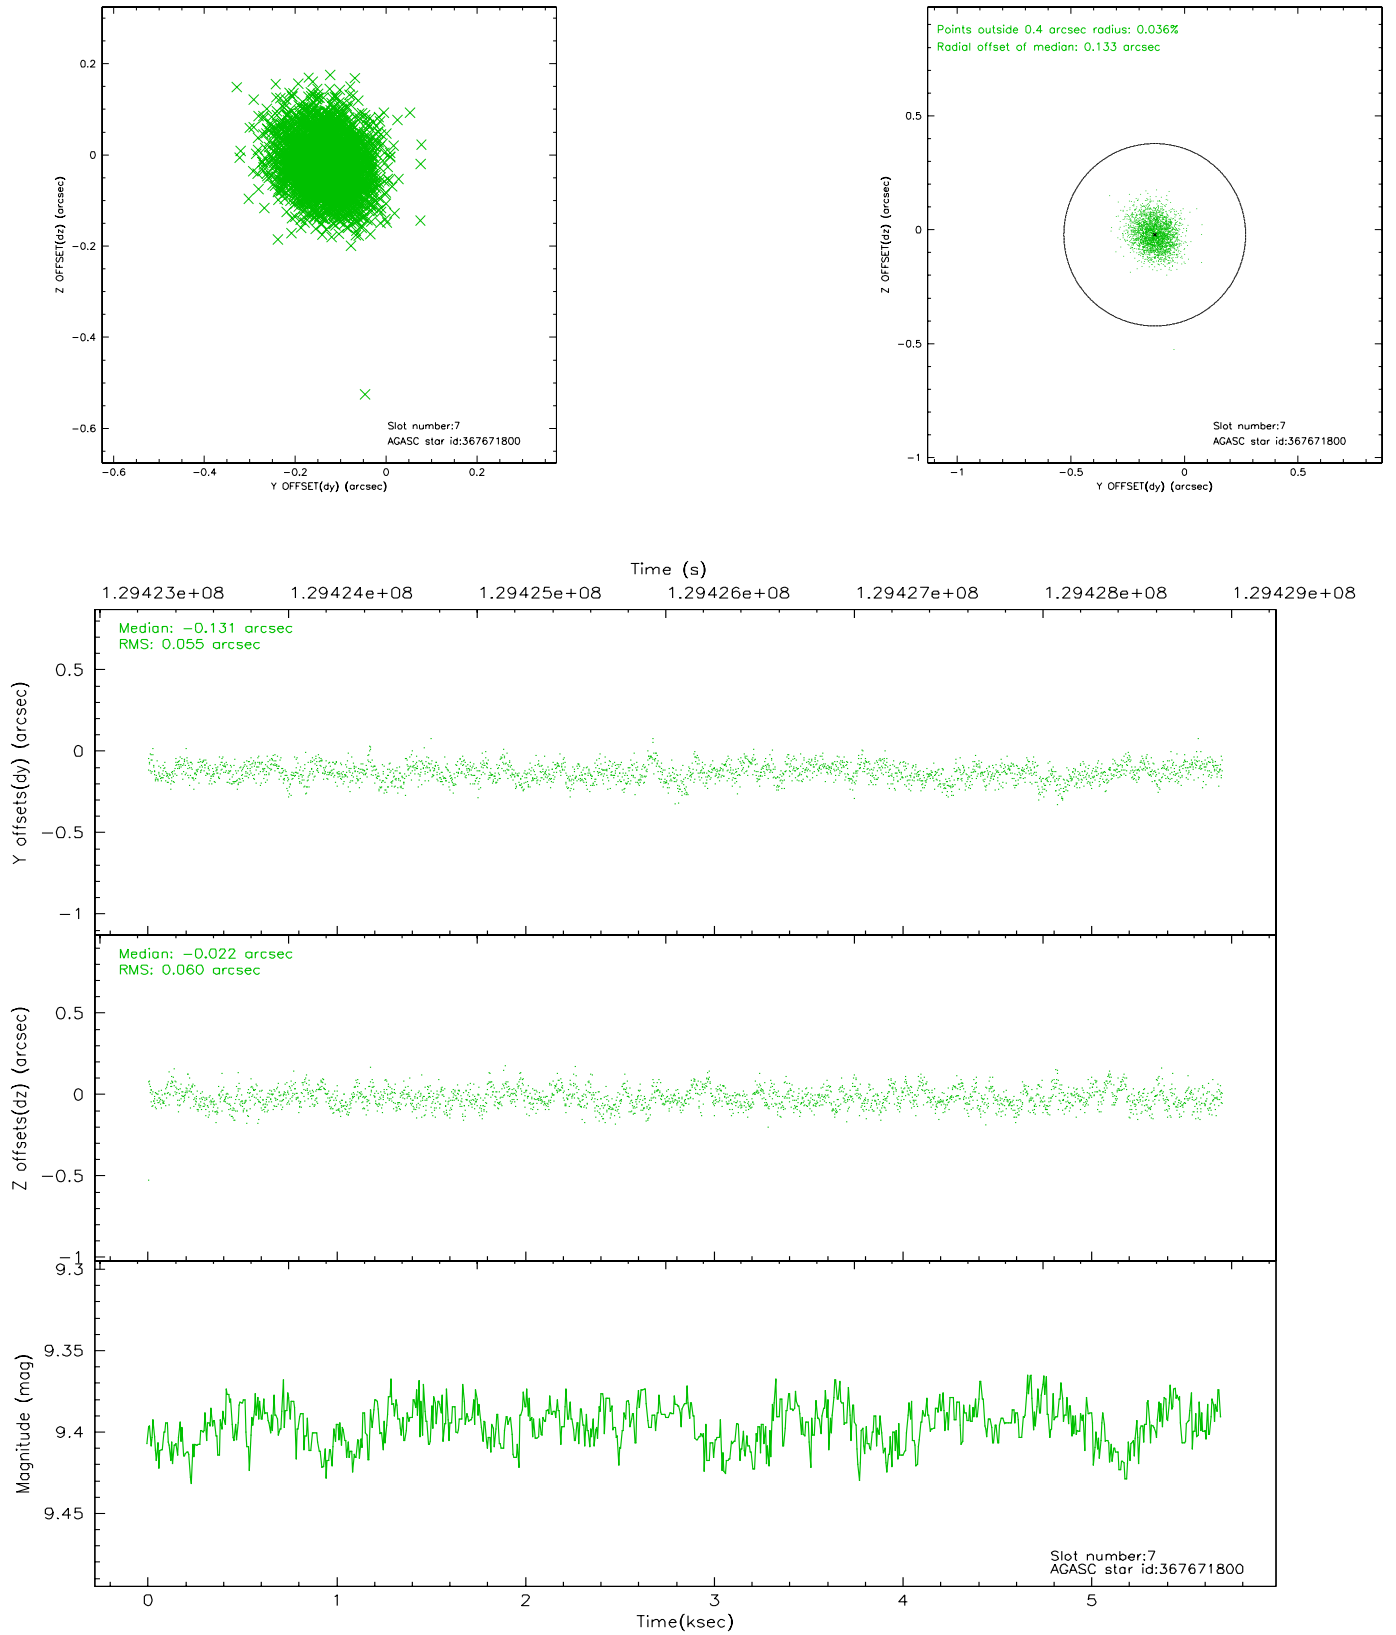 0.2
0
-0.2
-0.4
-0.6
Z OFFSET(dz) (arcsec)
Slot number:7
AGASC star id:367671800
-0.6 -0.4 -0.2 0 0.2
Y OFFSET(dy) (arcsec)
Points outside 0.4 arcsec radius: 0.036%
Radial offset of median: 0.133 arcsec
0.5
0
-0.5
-1
Z OFFSET(dz) (arcsec)
Slot number:7
AGASC star id:367671800
-1 -0.5 0 0.5
Y OFFSET(dy) (arcsec)
Time (s)
1.29423e+08 1.29424e+08 1.29425e+08 1.29426e+08 1.29427e+08 1.29428e+08 1.29429e+08
Median: -0.131 arcsec
RMS: 0.055 arcsec
0.5
0
-0.5
-1
Y offsets(dy) (arcsec)
Median: -0.022 arcsec
RMS: 0.060 arcsec
0.5
0
-0.5
-1
Z offsets(dz) (arcsec)
9.3
9.35
9.4
9.45
Magnitude (mag)
Slot number:7
AGASC star id:367671800
0 1 2 3 4 5
Time(ksec)